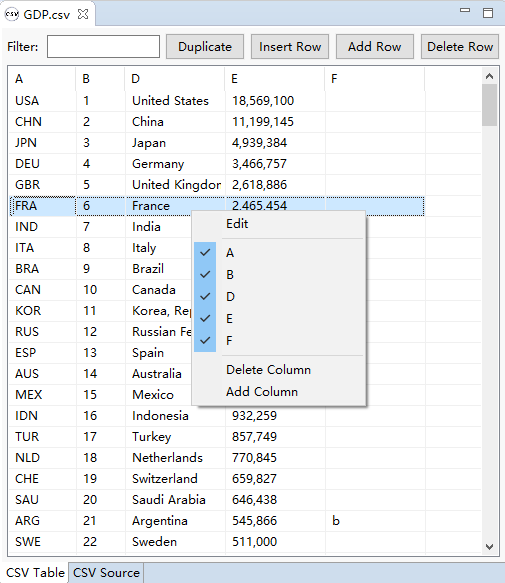 CSV GDP.csv
Filter: Duplicate Insert Row Add Row Delete Row
A B D E F
USA 1 United States 18,569,100
CHN 2 China 11,199,145
JPN 3 Japan 4,939,384
DEU 4 Germany 3,466,757
GBR 5 United Kingdor 2,618,886
FRA 6 France 2,465,454
IND 7 India
Edit
ITA 8 Italy
A
BRA 9 Brazil
B
CAN 10 Canada
D
KOR 11 Korea, Rep
E
RUS 12 Russian Fe
F
ESP 13 Spain
AUS 14 Australia
Delete Column
MEX 15 Mexico
Add Column
IDN 16 Indonesia 932,259
TUR 17 Turkey 857,749
NLD 18 Netherlands 770,845
CHE 19 Switzerland 659,827
SAU 20 Saudi Arabia 646,438
ARG 21 Argentina 545,866 b
SWE 22 Sweden 511,000
CSV Table CSV Source